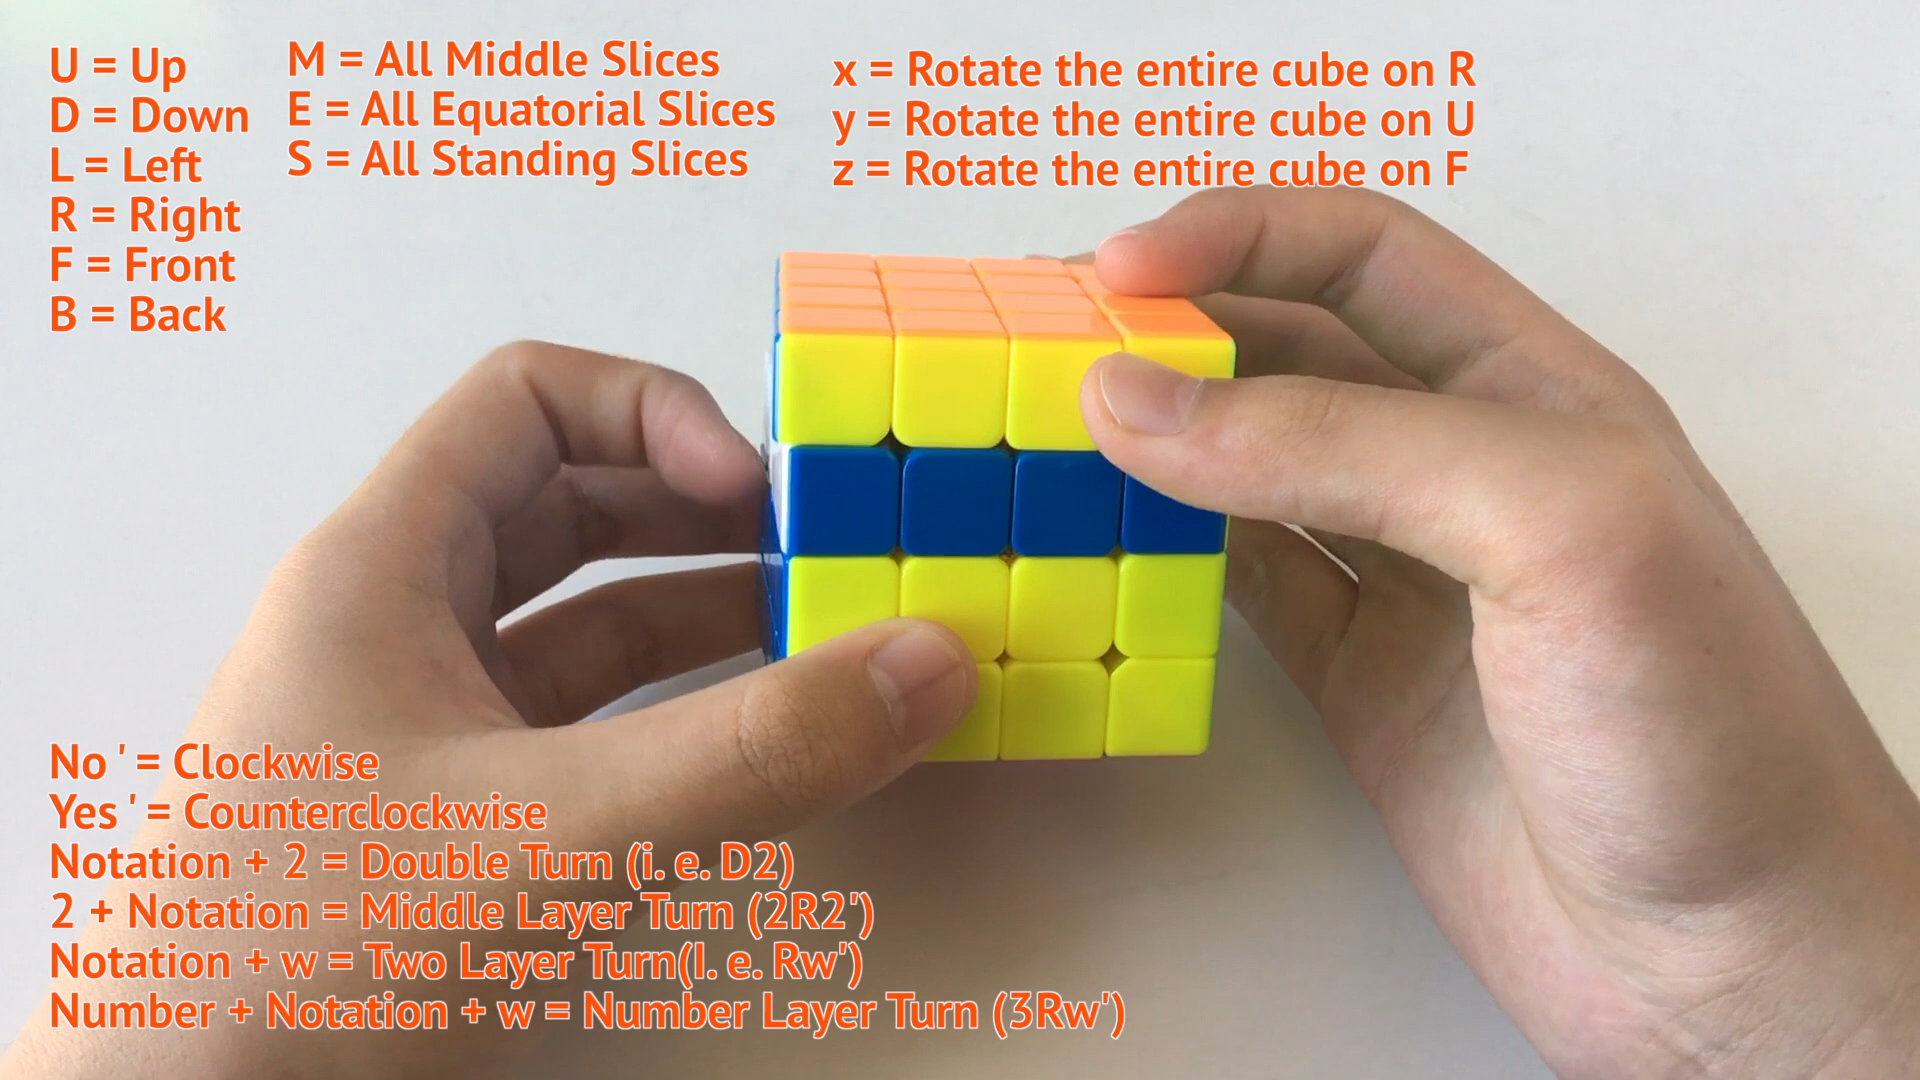 U = Up
D = Down
L = Left
R = Right
F = Front
B = Back
M = All Middle Slices
E = All Equatorial Slices
S = All Standing Slices
x = Rotate the entire cube on R
y = Rotate the entire cube on U
z = Rotate the entire cube on F
No ' = Clockwise
Yes ' = Counterclockwise
Notation + 2 = Double Turn (i. e. D2)
2 + Notation = Middle Layer Turn (2R2')
Notation + w = Two Layer Turn(I. e. Rw')
Number + Notation + w = Number Layer Turn (3Rw')